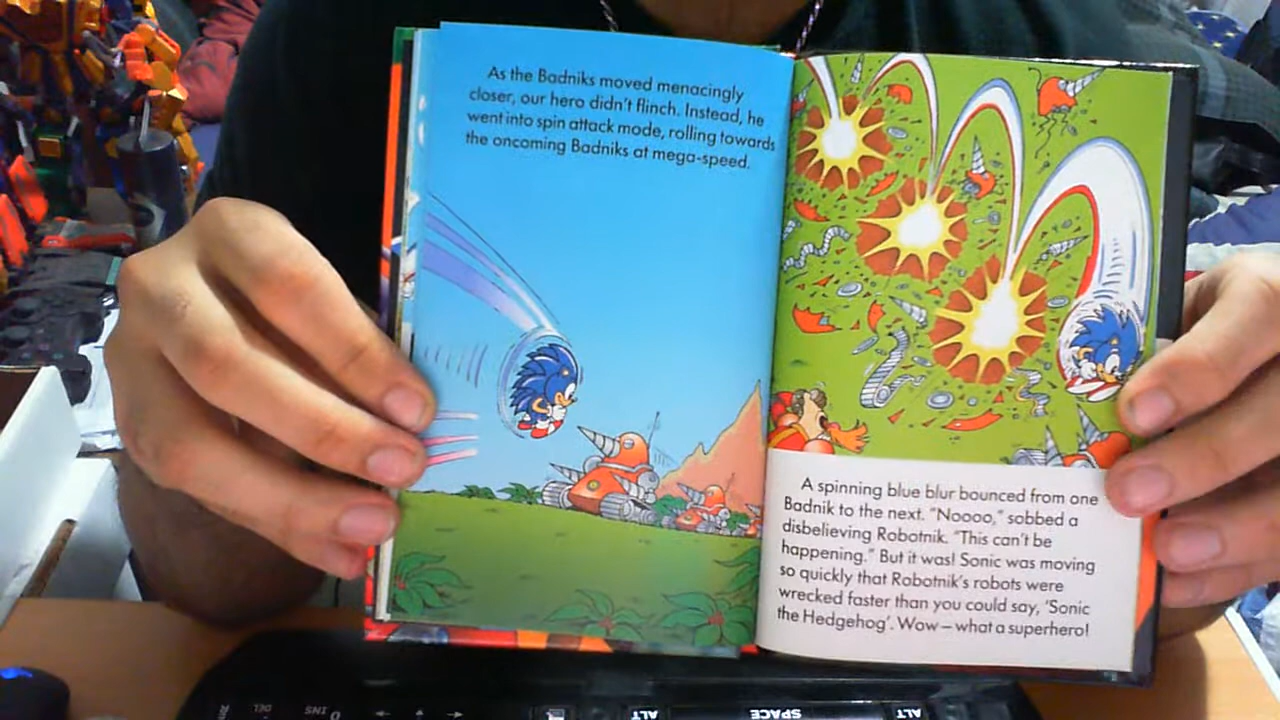 As the Badniks moved menacingly
closer, our hero didn't flinch. Instead, he
went into spin attack mode, rolling towards
the oncoming Badniks at mega-speed.
A spinning blue blur bounced from one
Badnik to the next. "Noooo," sobbed a
disbelieving Robotnik. "This can't be
happening." But it was! Sonic was moving
so quickly that Robotnik's robots were
wrecked faster than you could say, 'Sonic
the Hedgehog'. Wow – what a superhero!
DEL
INS
0
ALT
SPACE
ALT